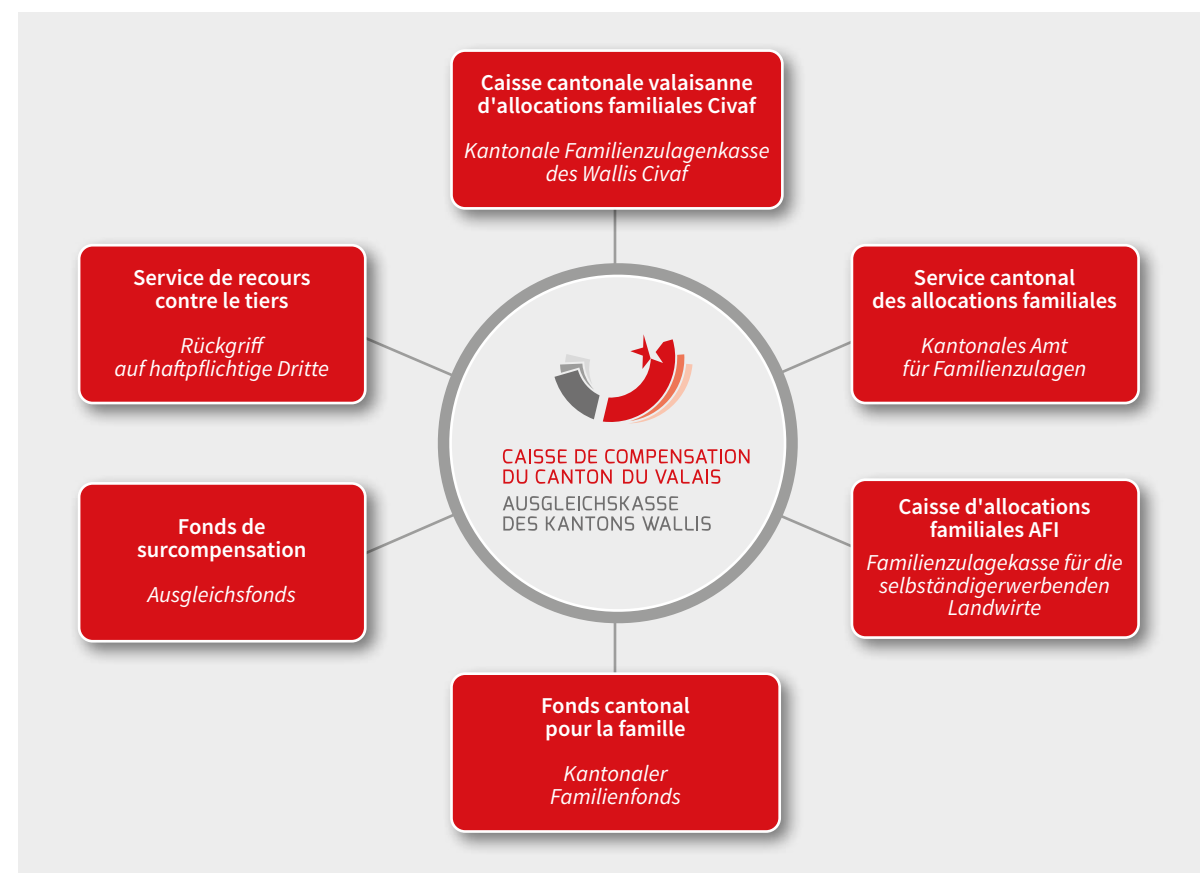 Caisse cantonale valaisanne
d'allocations familiales Civaf
Kantonale Familienzulagenkasse
des Wallis Civaf
Service de recours
contre le tiers
Rückgriff
auf haftpflichtige Dritte
Service cantonal
des allocations familiales
Kantonales Amt
für Familienzulagen
CAISSE DE COMPENSATION
DU CANTON DU VALAIS
AUSGLEICHSKASSE
DES KANTONS WALLIS
Fonds de
surcompensation
Ausgleichsfonds
Caisse d'allocations
familiales AFI
Familienzulagekasse für die
selbständigerwerbenden
Landwirte
Fonds cantonal
pour la famille
Kantonaler
Familienfonds